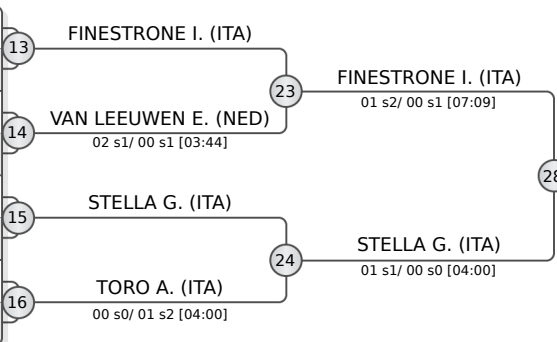 FINESTRONE I. (ITA)
13
23
FINESTRONE I. (ITA)
01 s2/ 00 s1 [07:09]
VAN LEEUWEN E. (NED)
14
02 s1/ 00 s1 [03:44]
28
STELLA G. (ITA)
15
24
STELLA G. (ITA)
01 s1/ 00 s0 [04:00]
TORO A. (ITA)
16
00 s0/ 01 s2 [04:00]